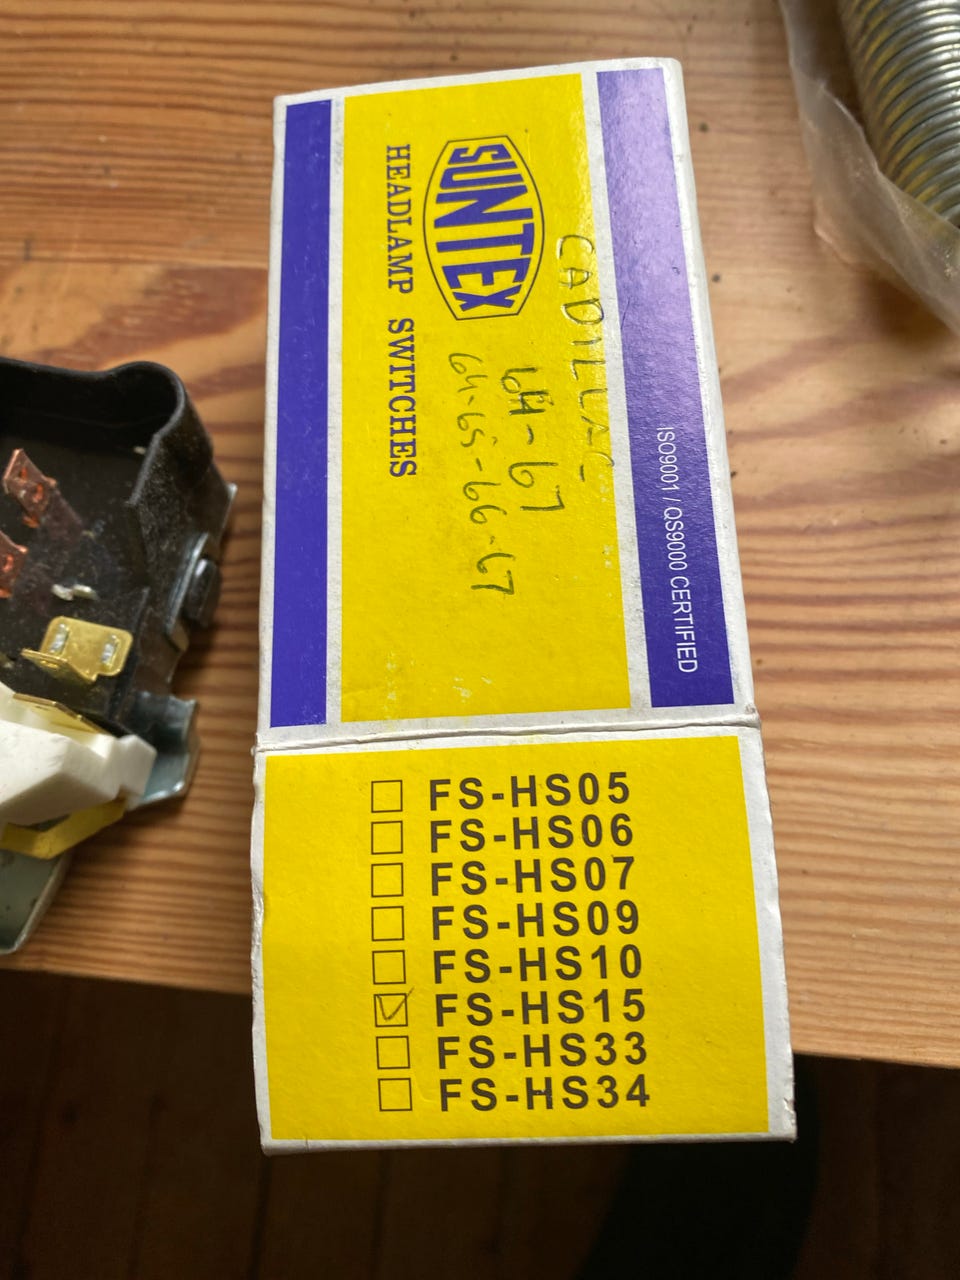 SUNTEX
HEADLAMP SWITCHES
CADILLAC
64-67
64-65-66-67
ISO9001 / QS9000 CERTIFIED
FS-HS05
FS-HS06
FS-HS07
FS-HS09
FS-HS10
FS-HS15
FS-HS33
FS-HS34